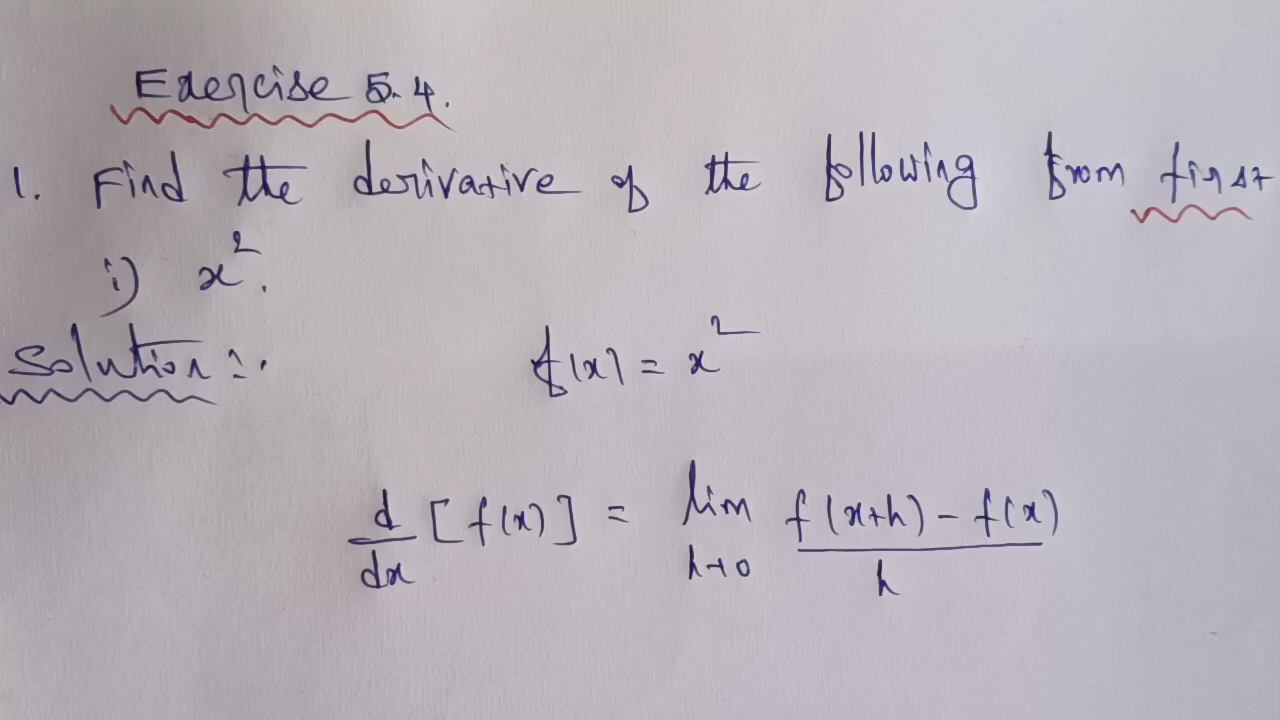 Exercise 5.4.
1. Find the derivative of the following from first
i) x².
Solution:-
f(x) = x²
d/dx [f(x)] = lim h→0 f(x+h) - f(x) / h